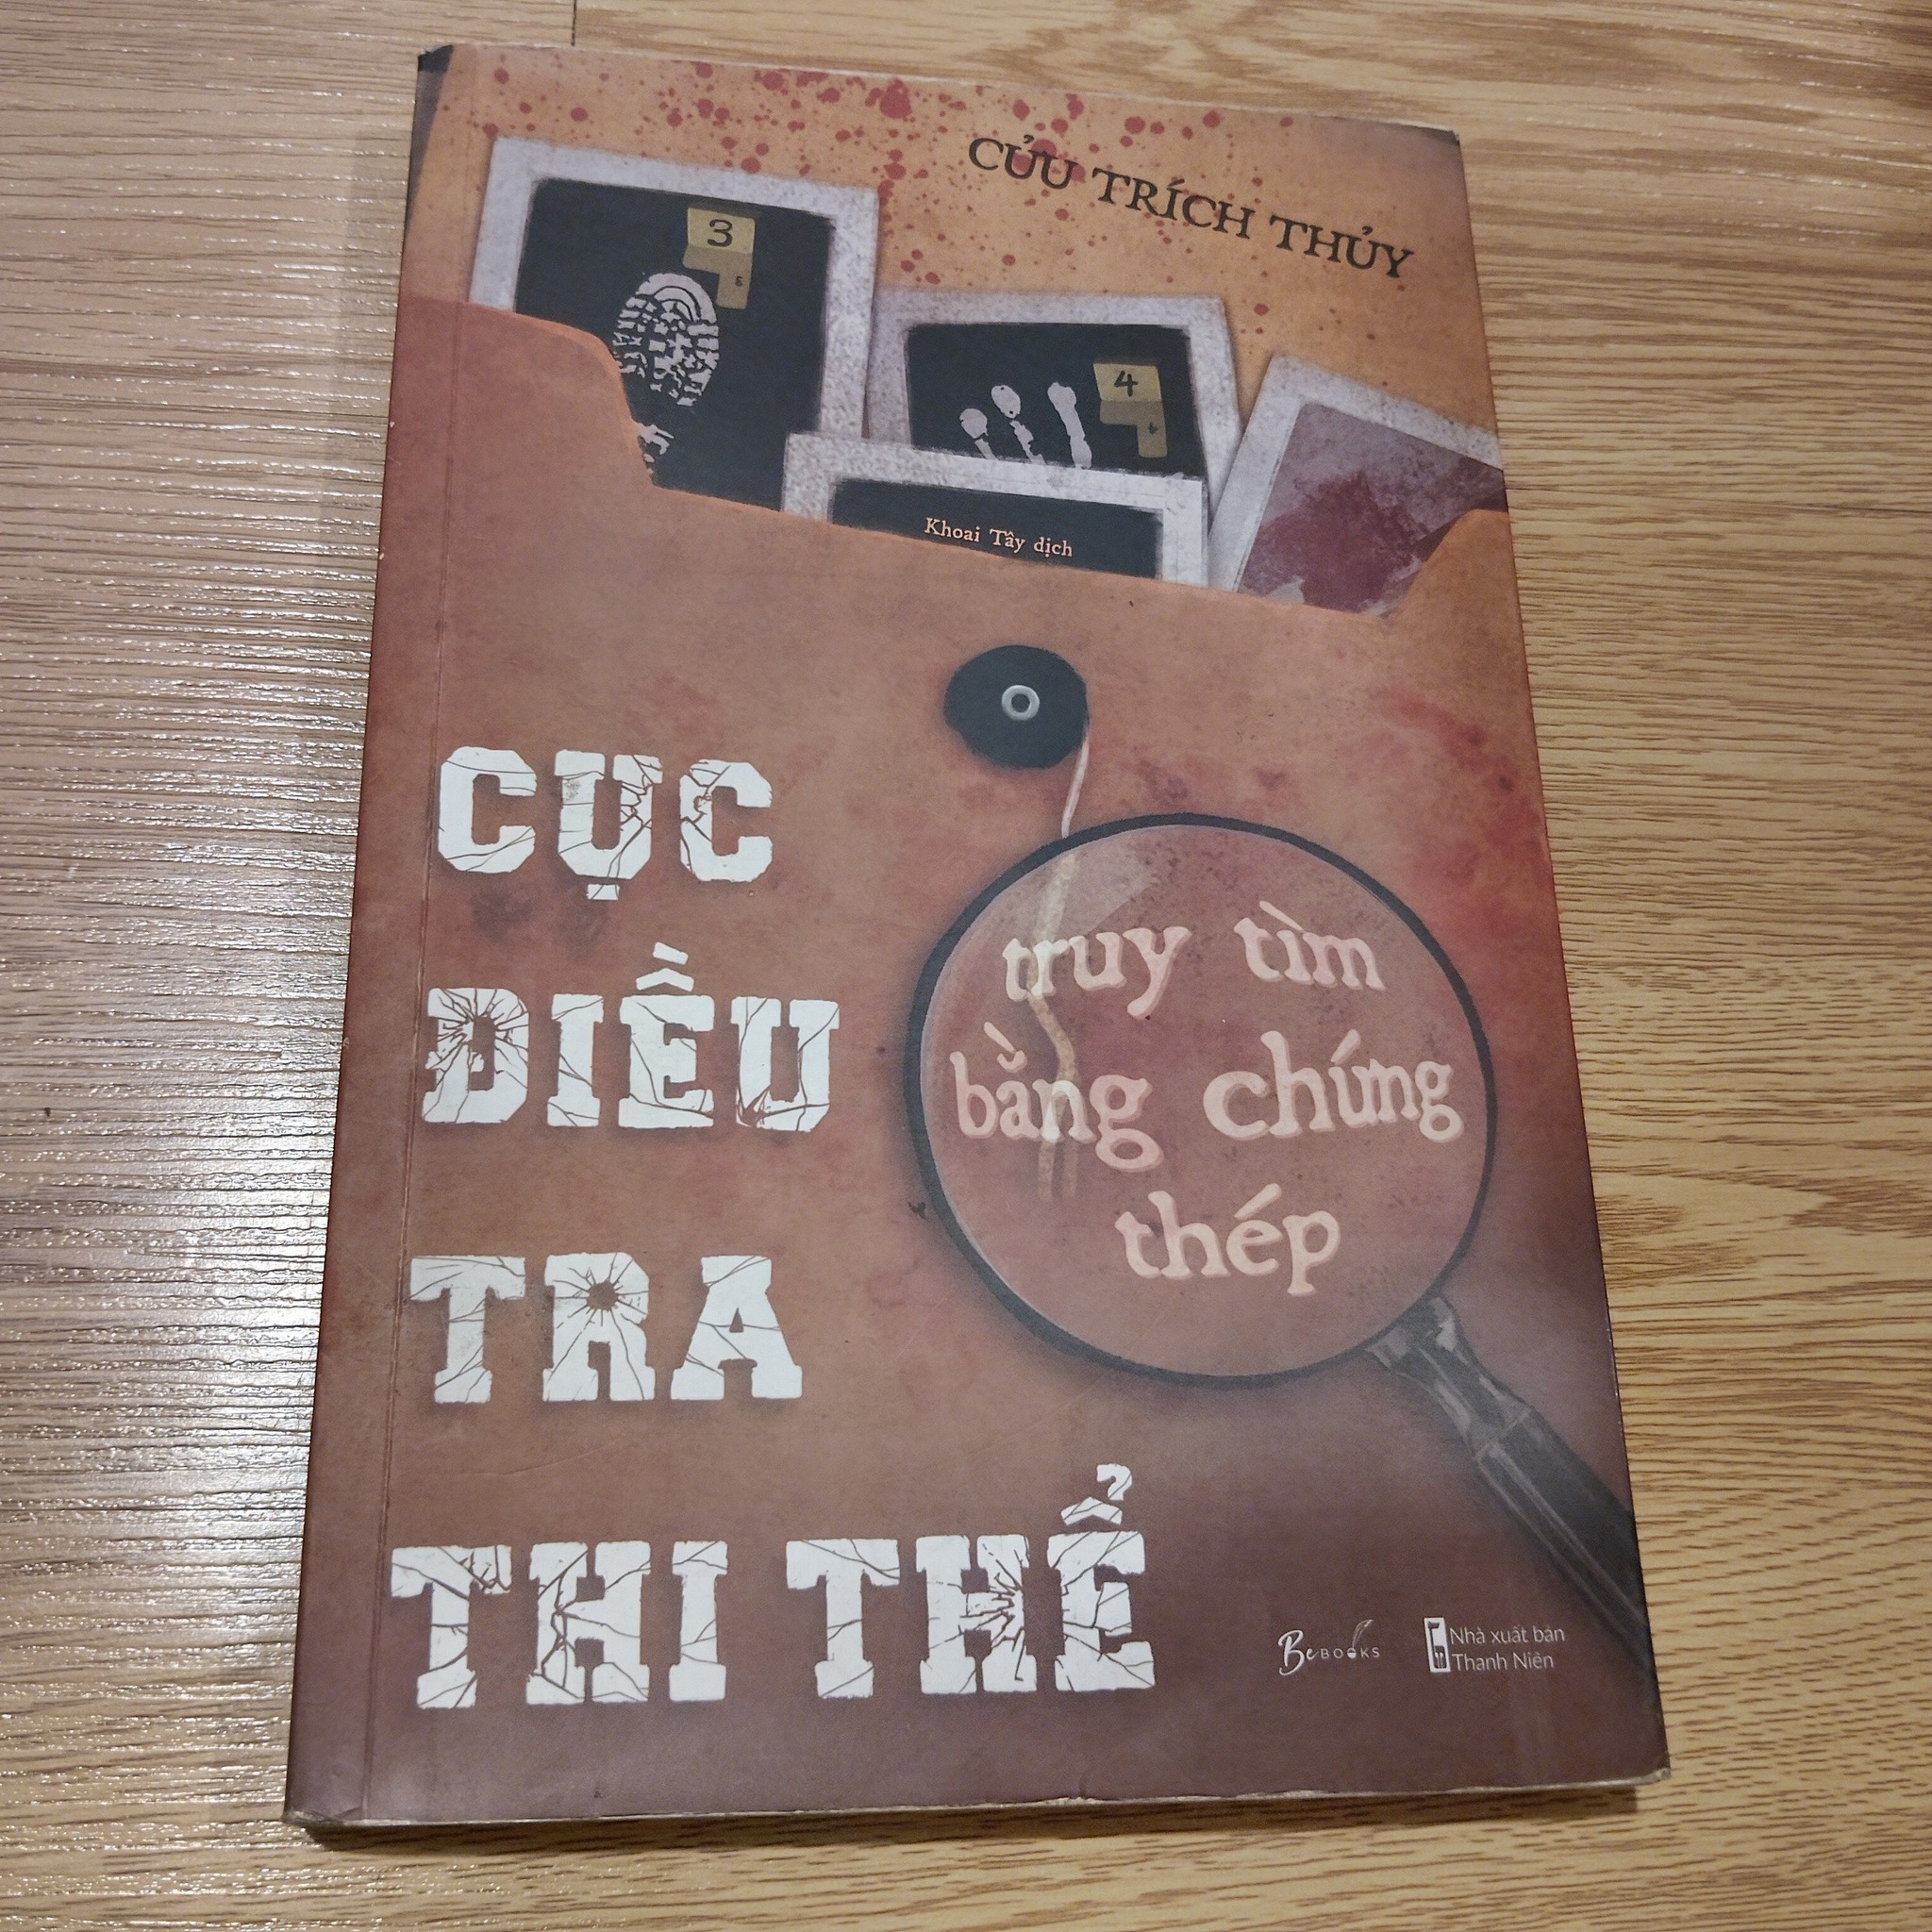 CỬU TRÍCH THỦY
3
4
Khoai Tây dịch
CỤC
ĐIỀU
TRA
THI THỂ
truy tìm
bằng chứng
thép
BeBOOKS
Nhà xuất bản
Thanh Niên